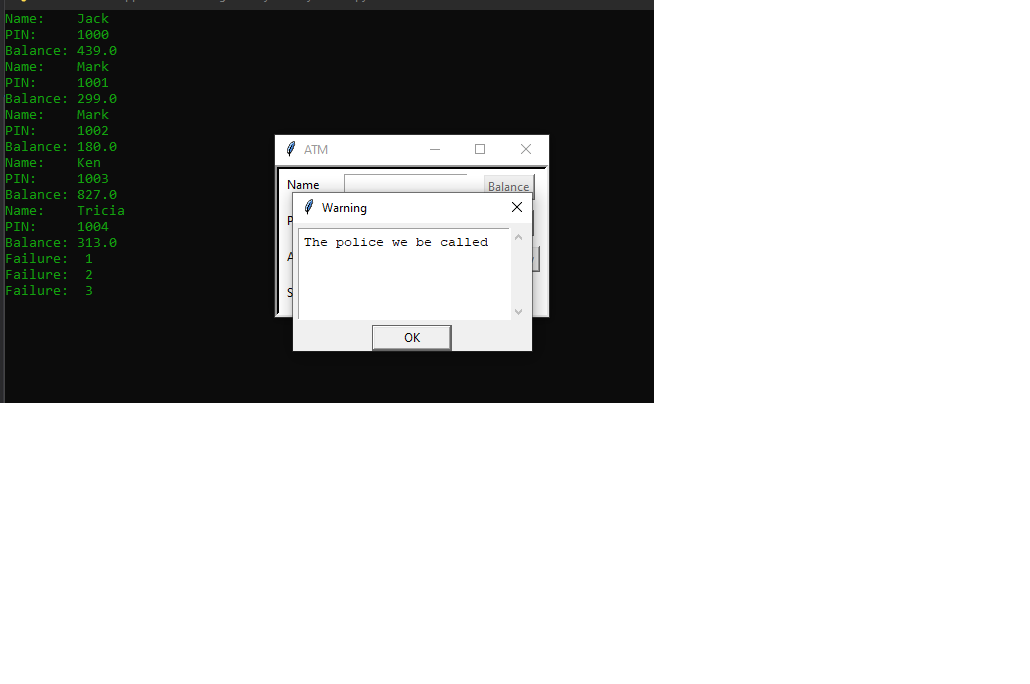 Name:    Jack
PIN:     1000
Balance: 439.0
Name:    Mark
PIN:     1001
Balance: 299.0
Name:    Mark
PIN:     1002
Balance: 180.0
Name:    Ken
PIN:     1003
Balance: 827.0
Name:    Tricia
PIN:     1004
Balance: 313.0
Failure:  1
Failure:  2
Failure:  3
ATM
Name
Balance
Warning
The police we be called
OK